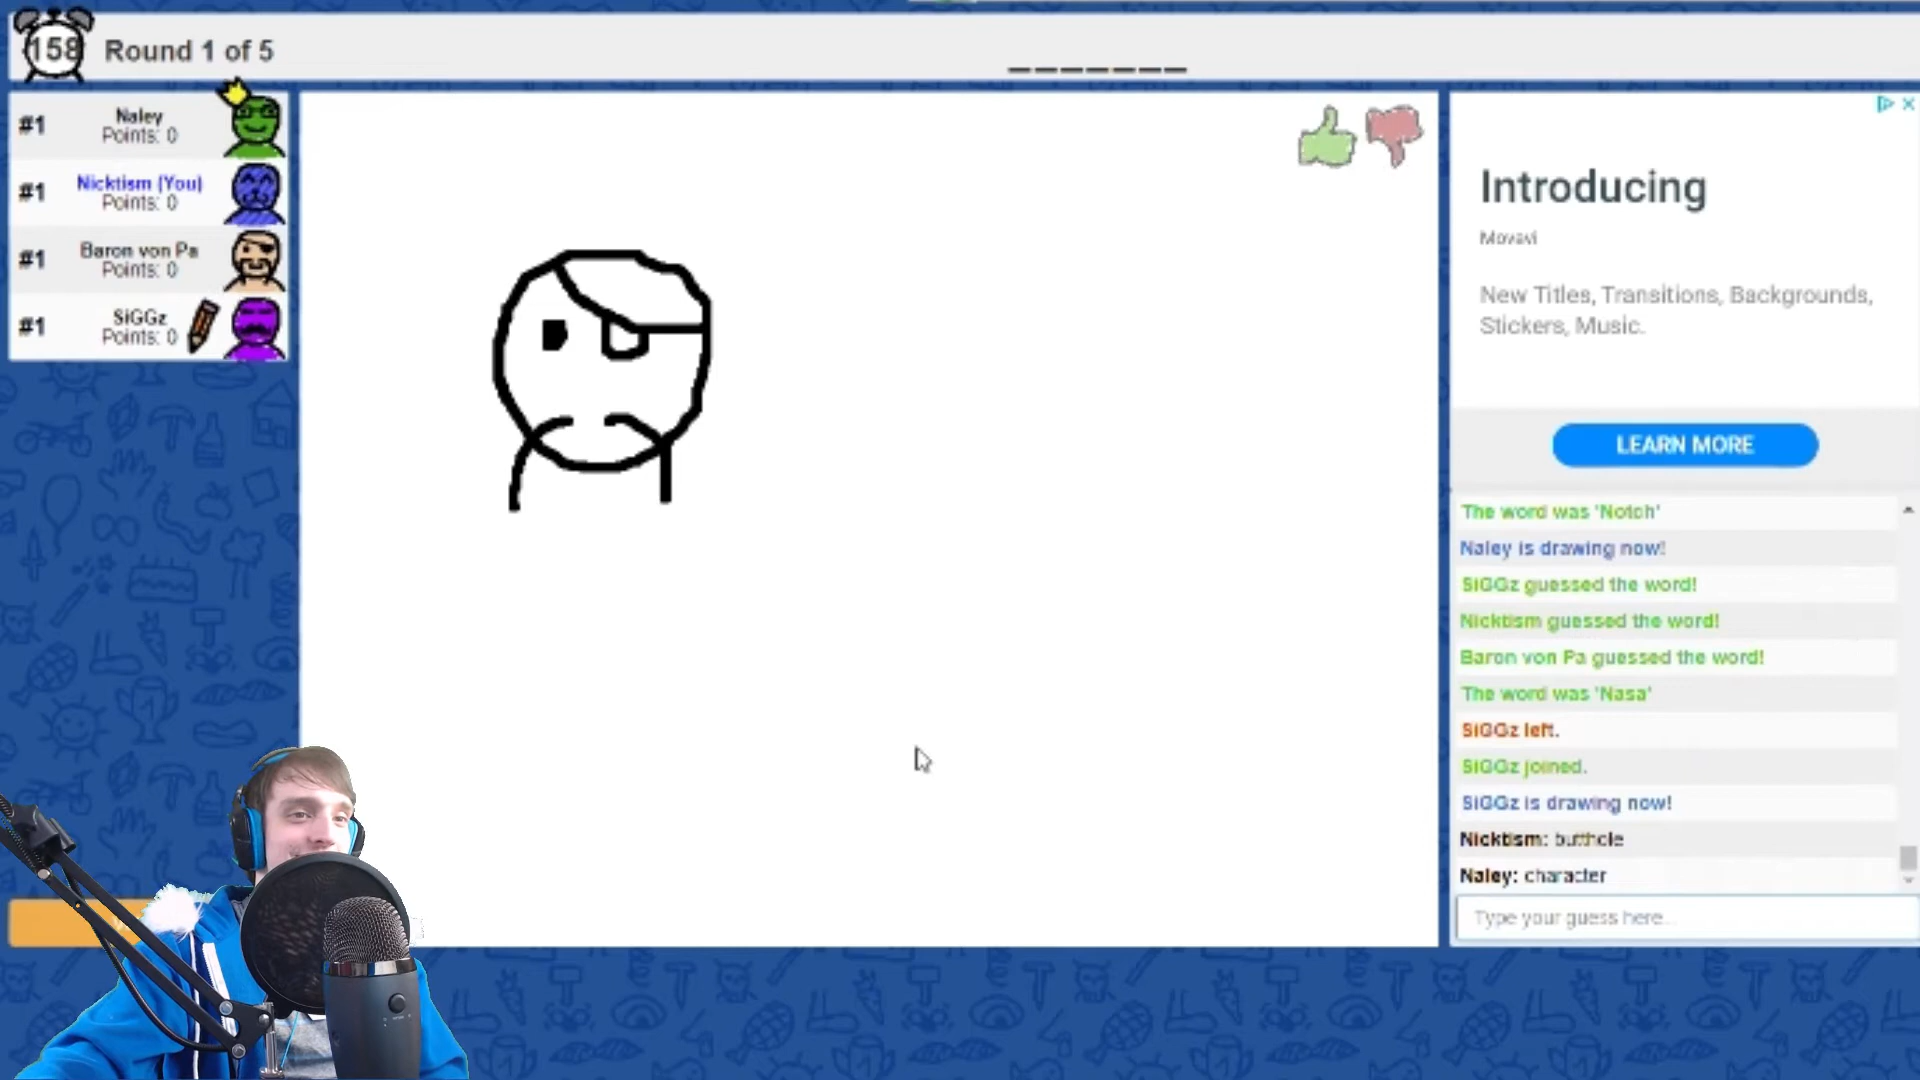 158
Round 1 of 5
_______
#1
Naley
Points: 0
#1
Nicktism (You)
Points: 0
#1
Baron von Pa
Points: 0
#1
SiGGz
Points: 0
Introducing
Movavi
New Titles, Transitions, Backgrounds,
Stickers, Music.
LEARN MORE
The word was 'Notch'
Naley is drawing now!
SiGGz guessed the word!
Nicktism guessed the word!
Baron von Pa guessed the word!
The word was 'Nasa'
SiGGz left.
SiGGz joined.
SiGGz is drawing now!
Nicktism: butthole
Naley: character
Type your guess here...